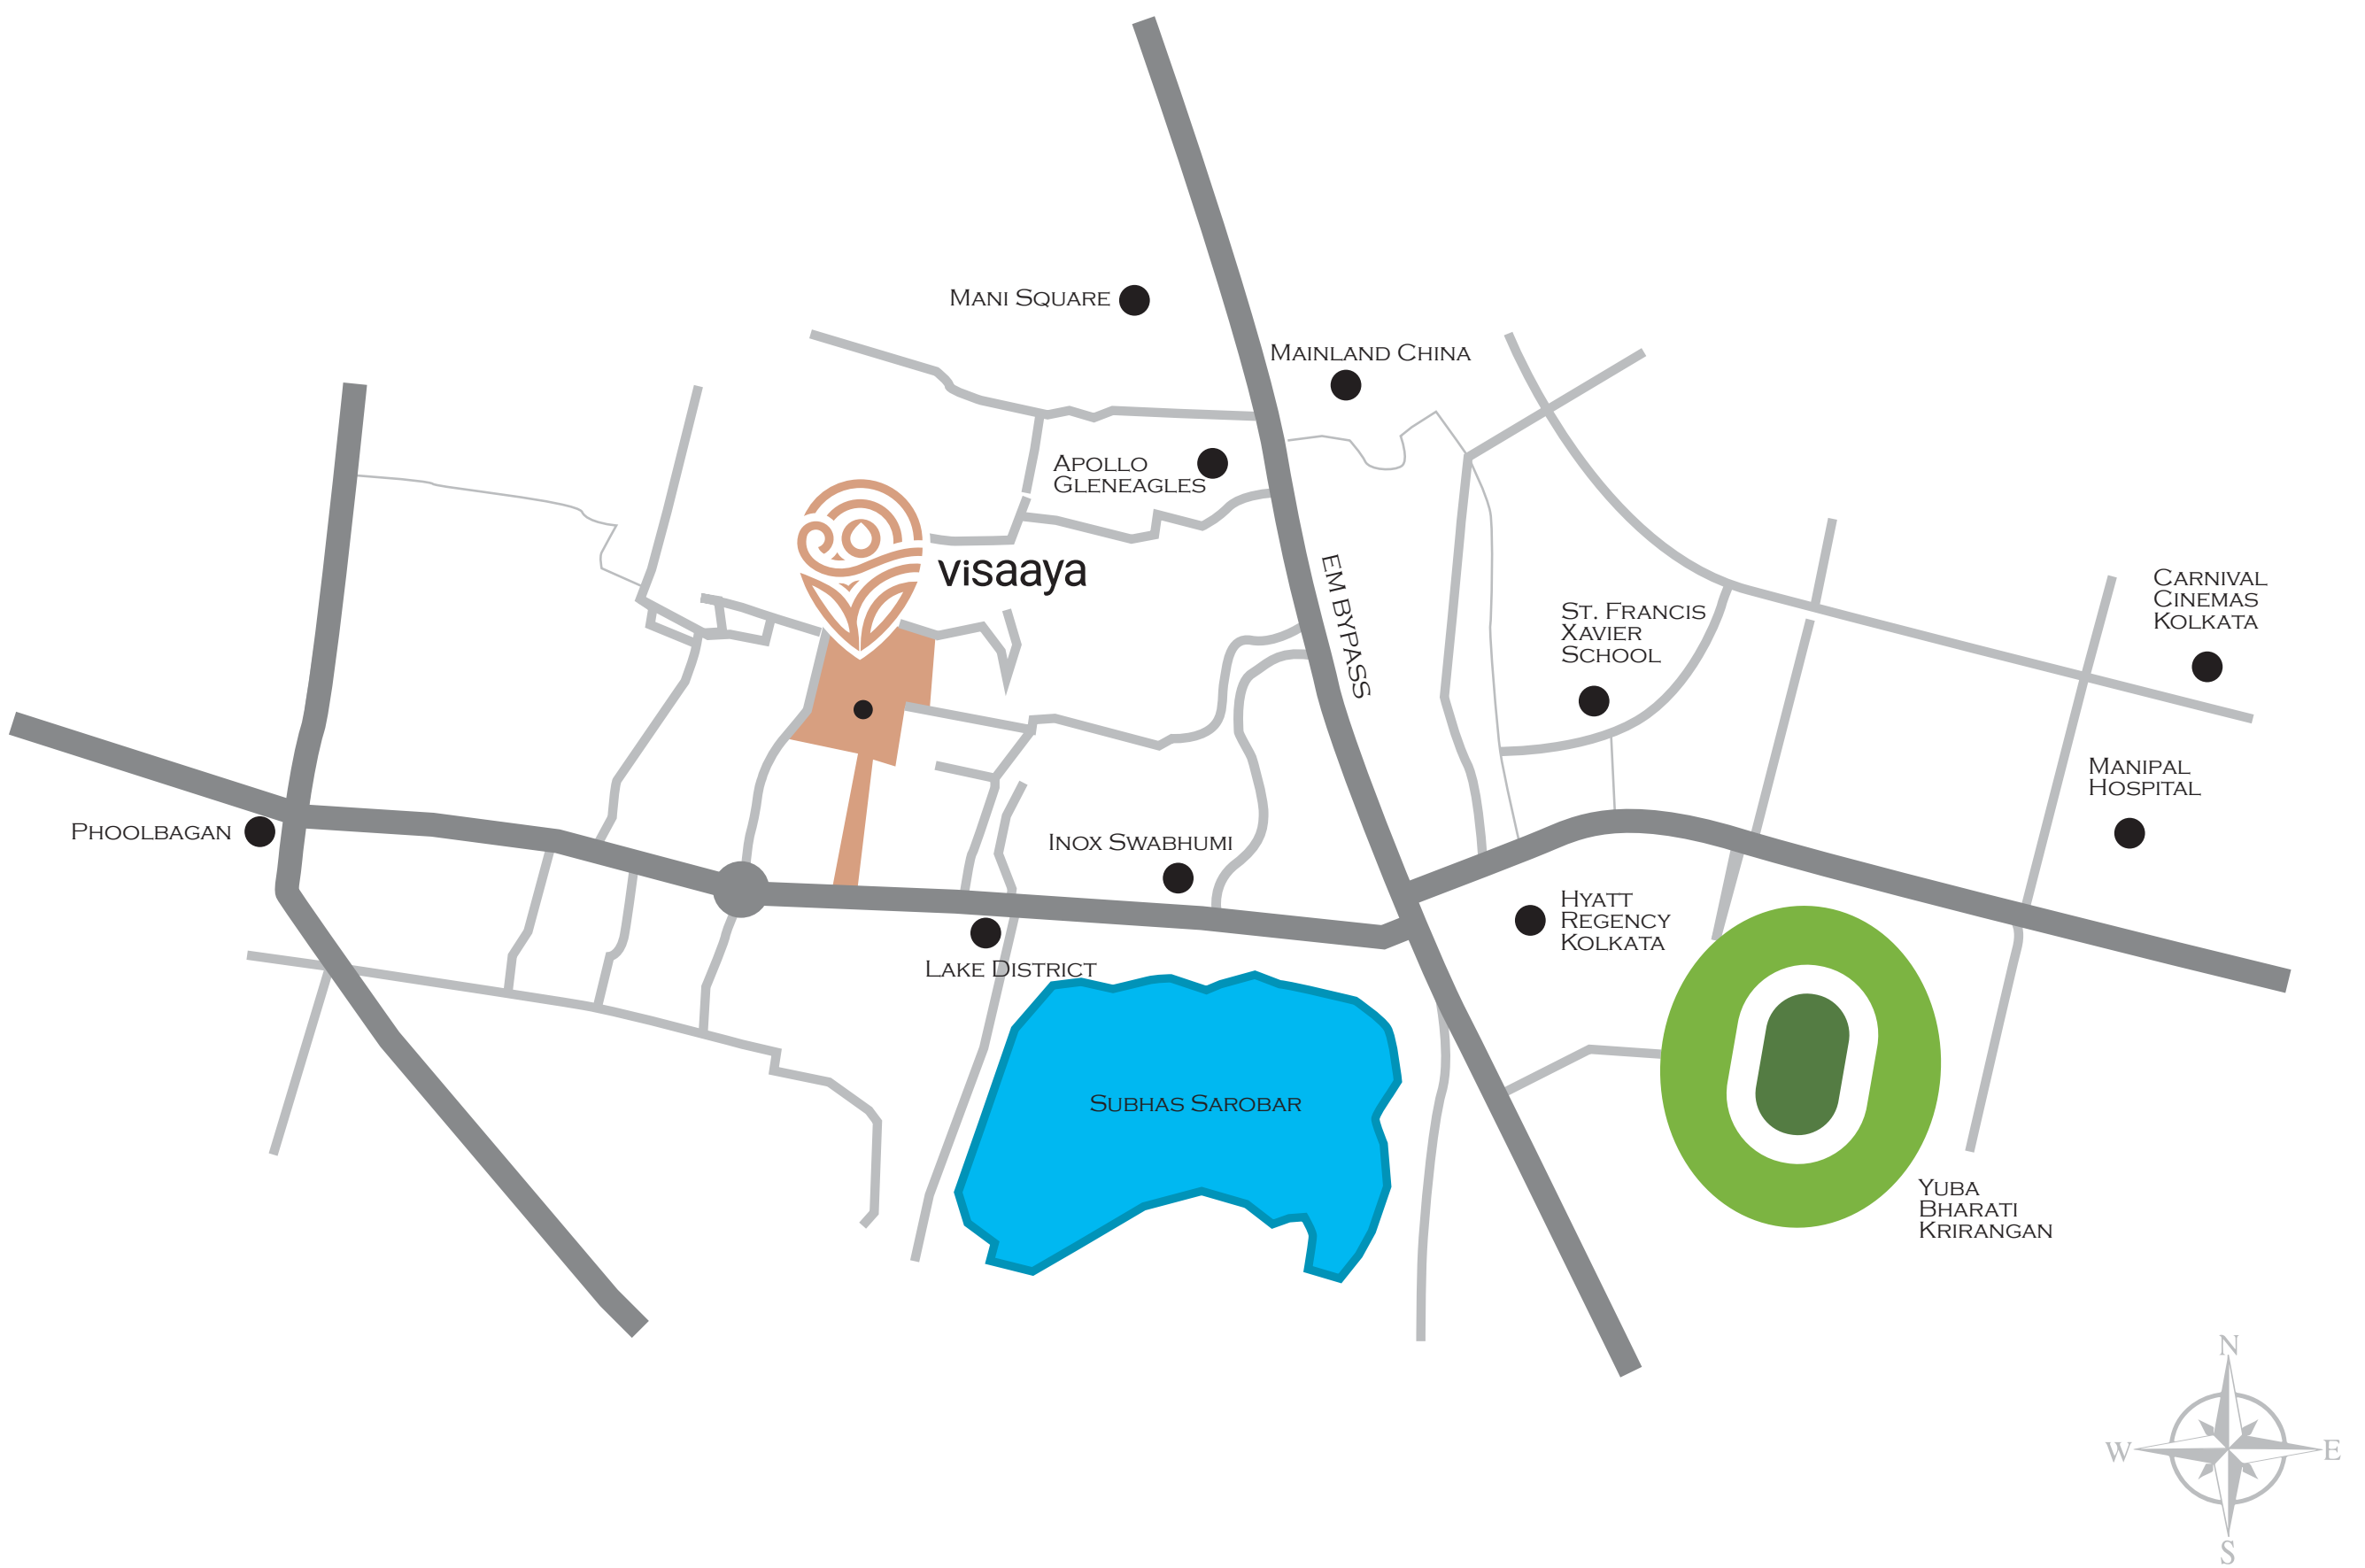 MANI SQUARE
MAINLAND CHINA
APOLLO
GLENEAGLES
visaaya
EM BYPASS
CARNIVAL
CINEMAS
KOLKATA
ST. FRANCIS
XAVIER
SCHOOL
MANIPAL
HOSPITAL
PHOOLBAGAN
INOX SWABHUMI
HYATT
REGENCY
KOLKATA
LAKE DISTRICT
SUBHAS SAROBAR
YUBA
BHARATI
KRIRANGAN
N
W
E
S